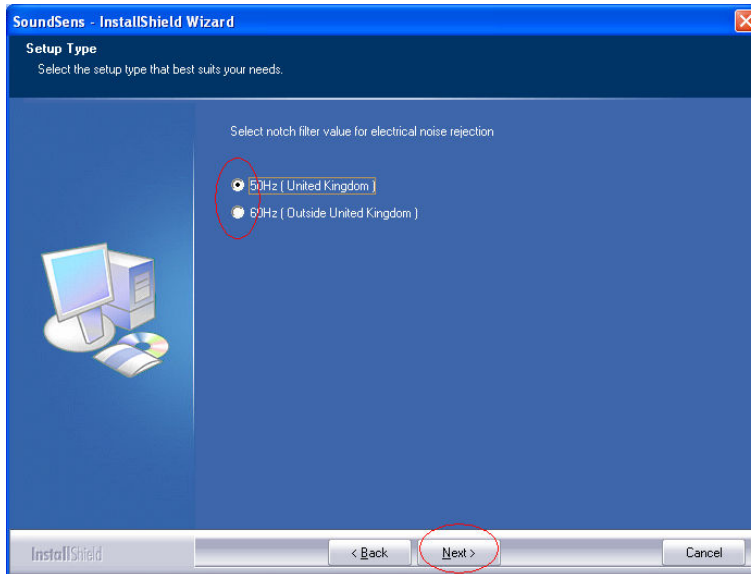 SoundSens - InstallShield Wizard
Setup Type
Select the setup type that best suits your needs.
Select notch filter value for electrical noise rejection
50Hz ( United Kingdom )
60Hz ( Outside United Kingdom )
InstallShield
< Back
Next >
Cancel